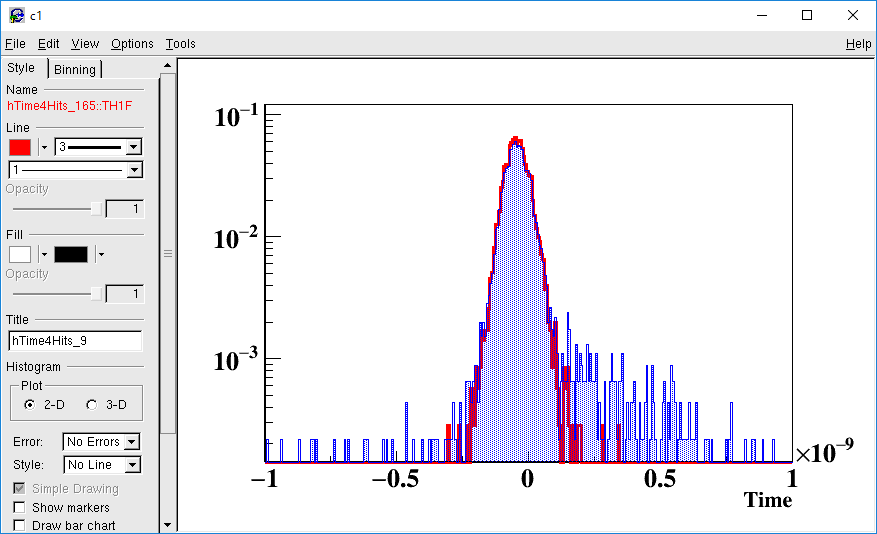 c1
File Edit View Options Tools Help
Style Binning
Name
hTime4Hits_165::TH1F
Line
3
1
Opacity
1
Fill
Opacity
1
Title
hTime4Hits_9
Histogram
Plot
2-D 3-D
Error: No Errors
Style: No Line
Simple Drawing
Show markers
Draw bar chart
10⁻¹
10⁻²
10⁻³
−1 −0.5 0 0.5 1
×10⁻⁹
Time